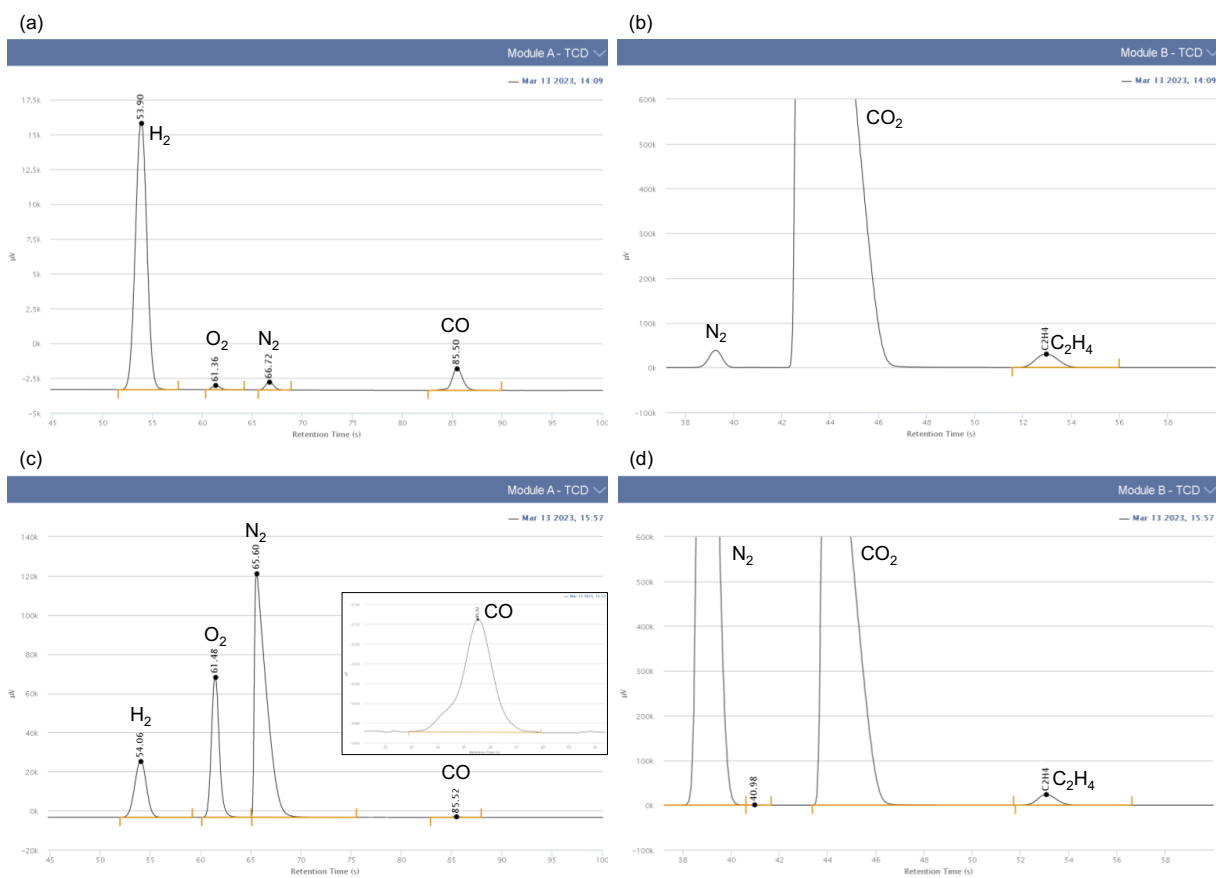 (a)
Module A - TCD
— Mar 13 2023, 14:09
17,5k
15k
12,5k
10k
7,5k
5k
2,5k
0k
-2,5k
-5k
µV
53.90
H2
O2
61.36
N2
66.72
CO
85.50
45 50 55 60 65 70 75 80 85 90 95 100
Retention Time (s)
(b)
Module B - TCD
— Mar 13 2023, 14:09
600k
500k
400k
300k
200k
100k
0k
-100k
µV
CO2
N2
C2H4
C2H4
38 40 42 44 46 48 50 52 54 56 58
Retention Time (s)
(c)
Module A - TCD
— Mar 13 2023, 15:57
140k
120k
100k
80k
60k
40k
20k
0k
-20k
µV
H2
54.06
O2
61.48
N2
65.60
CO
CO
85.52
Retention Time (s)
45 50 55 60 65 70 75 80 85 90 95 100
Retention Time (s)
(d)
Module B - TCD
— Mar 13 2023, 15:57
600k
500k
400k
300k
200k
100k
0k
-100k
µV
N2
CO2
40.98
C2H4
C2H4
38 40 42 44 46 48 50 52 54 56 58
Retention Time (s)